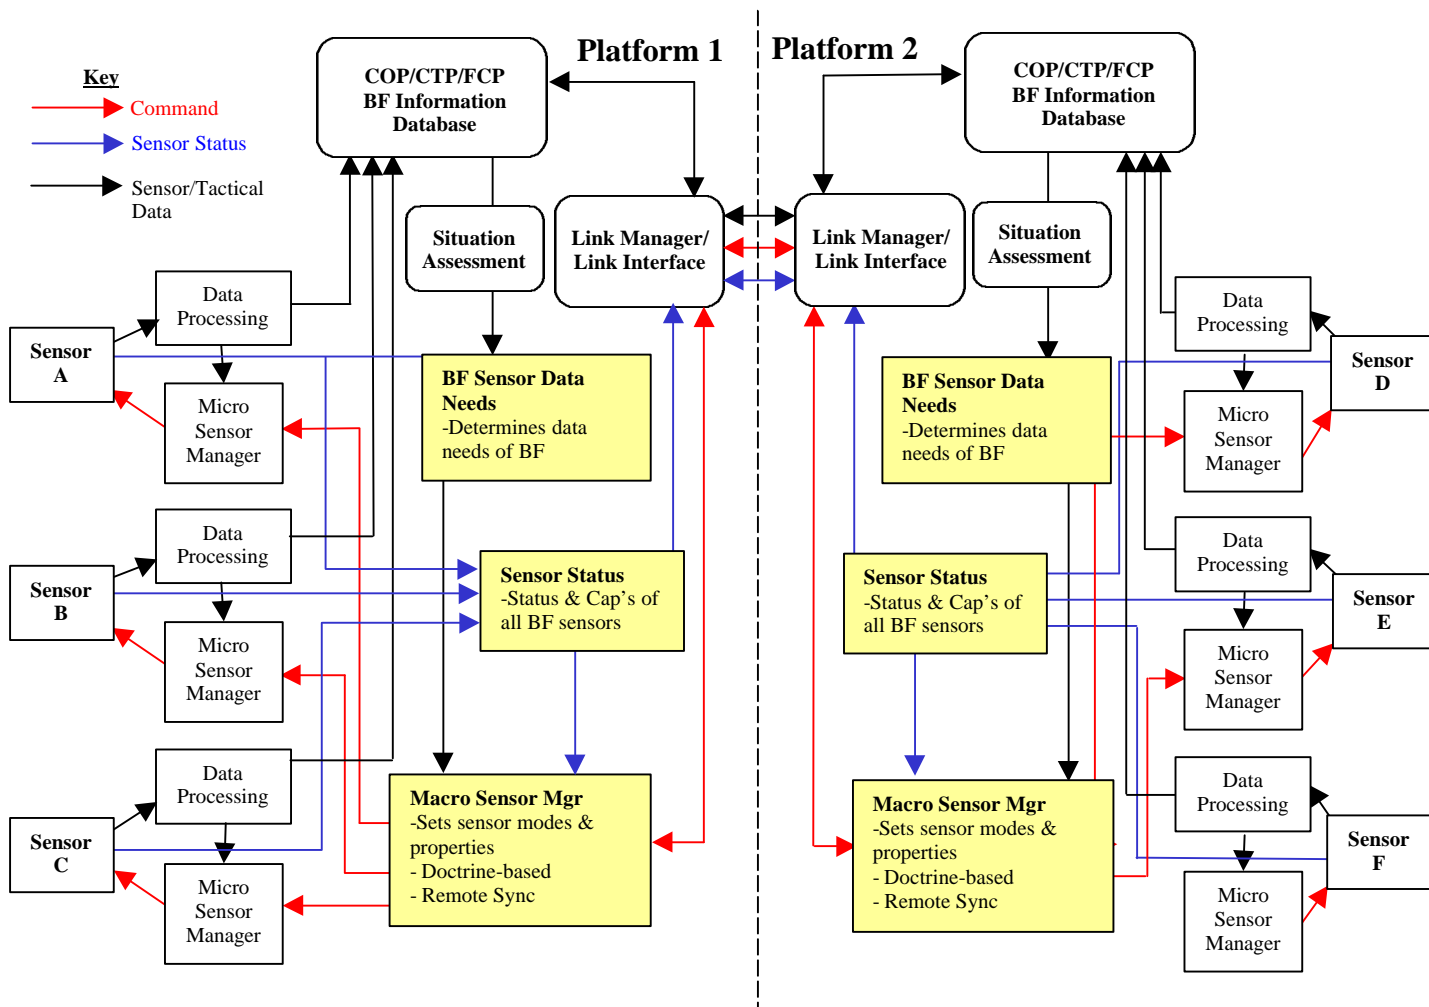 Platform 1
Platform 2
Key
Command
Sensor Status
Sensor/Tactical
Data
COP/CTP/FCP
BF Information
Database
Situation
Assessment
Link Manager/
Link Interface
Data
Processing
Sensor
A
Micro
Sensor
Manager
BF Sensor Data
Needs
-Determines data
needs of BF
Data
Processing
Sensor
B
Micro
Sensor
Manager
Sensor Status
-Status & Cap's of
all BF sensors
Data
Processing
Sensor
C
Micro
Sensor
Manager
Macro Sensor Mgr
-Sets sensor modes &
properties
- Doctrine-based
- Remote Sync
COP/CTP/FCP
BF Information
Database
Link Manager/
Link Interface
Situation
Assessment
Data
Processing
Sensor
D
BF Sensor Data
Needs
-Determines data
needs of BF
Micro
Sensor
Manager
Data
Processing
Sensor
E
Sensor Status
-Status & Cap's of
all BF sensors
Micro
Sensor
Manager
Data
Processing
Sensor
F
Macro Sensor Mgr
-Sets sensor modes &
properties
- Doctrine-based
- Remote Sync
Micro
Sensor
Manager